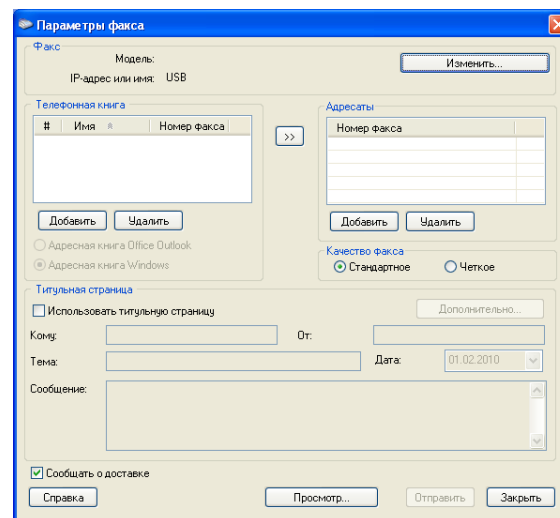 Параметры факса
Факс
Модель:
Изменить...
IP-адрес или имя: USB
Телефонная книга
# Имя Номер факса
>>
Адресаты
Номер факса
Добавить Удалить
Добавить Удалить
Адресная книга Office Outlook
Адресная книга Windows
Качество факса
Стандартное Четкое
Титульная страница
Использовать титульную страницу
Дополнительно...
Кому: От:
Тема: Дата: 01.02.2010
Сообщение:
Сообщать о доставке
Справка Просмотр... Отправить Закрыть